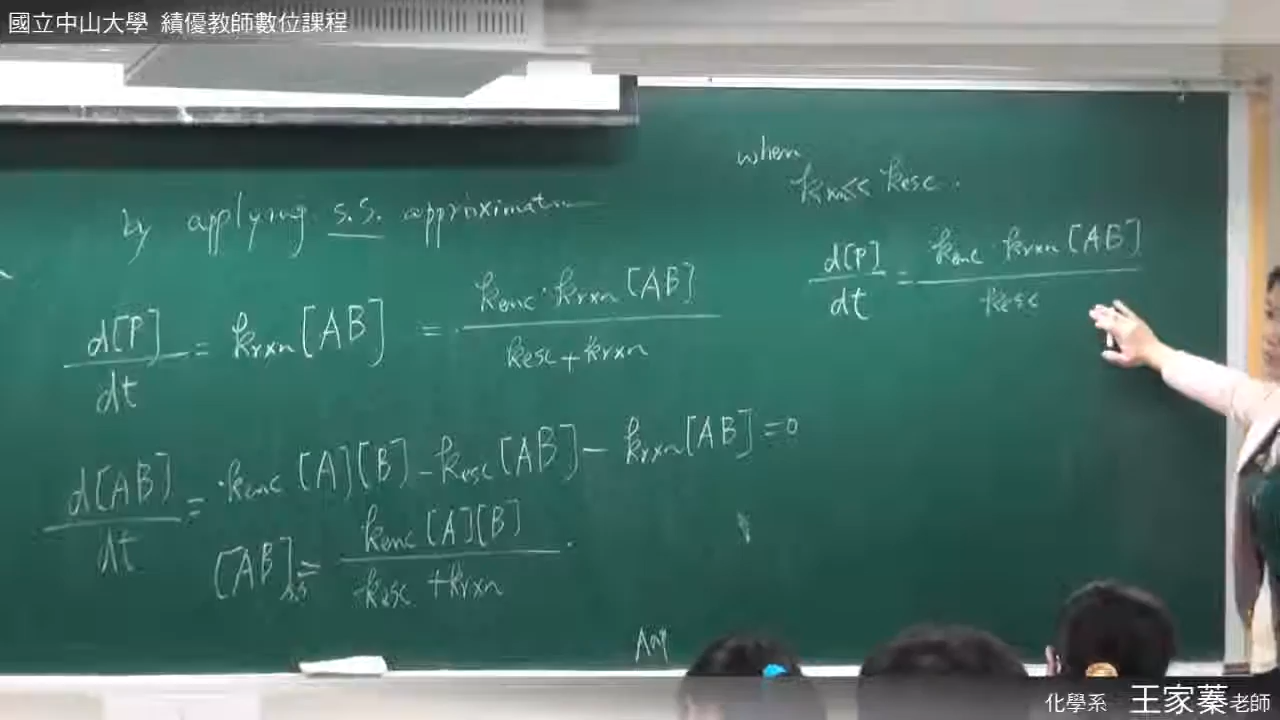 國立中山大學 績優教師數位課程
by applying s.s. approximation
d[P]/dt = krxn[AB] = kenc·krxn[AB]/kesc+krxn
d[AB]/dt = kenc[A][B] - kesc[AB] - krxn[AB] = 0
[AB]s.s = kenc[A][B]/kesc+krxn
when
krxn<< kesc.
d[P]/dt = kenc·krxn[AB]/kesc
化學系 王家蓁老師